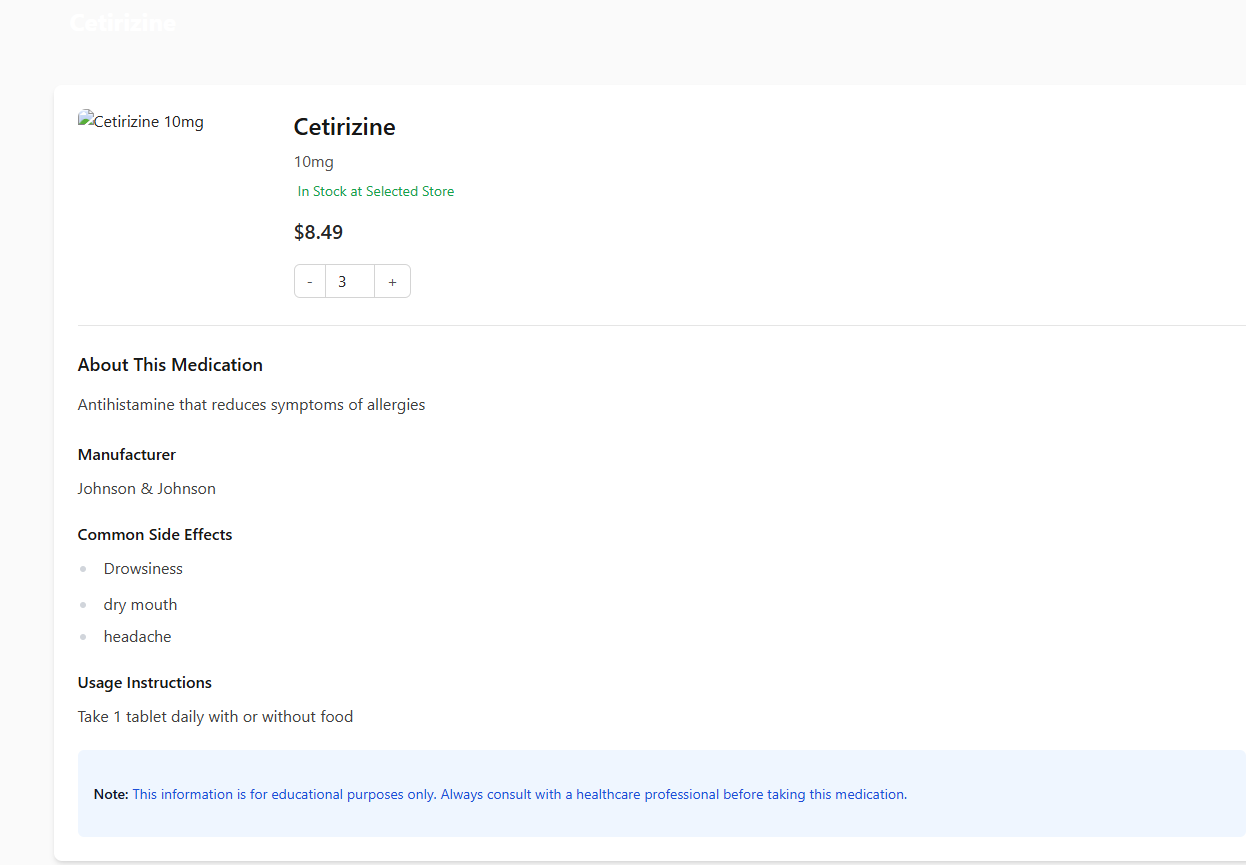 Cetirizine
Cetirizine 10mg
Cetirizine
10mg
In Stock at Selected Store
$8.49
- 3 +
About This Medication
Antihistamine that reduces symptoms of allergies
Manufacturer
Johnson & Johnson
Common Side Effects
Drowsiness
dry mouth
headache
Usage Instructions
Take 1 tablet daily with or without food
Note: This information is for educational purposes only. Always consult with a healthcare professional before taking this medication.